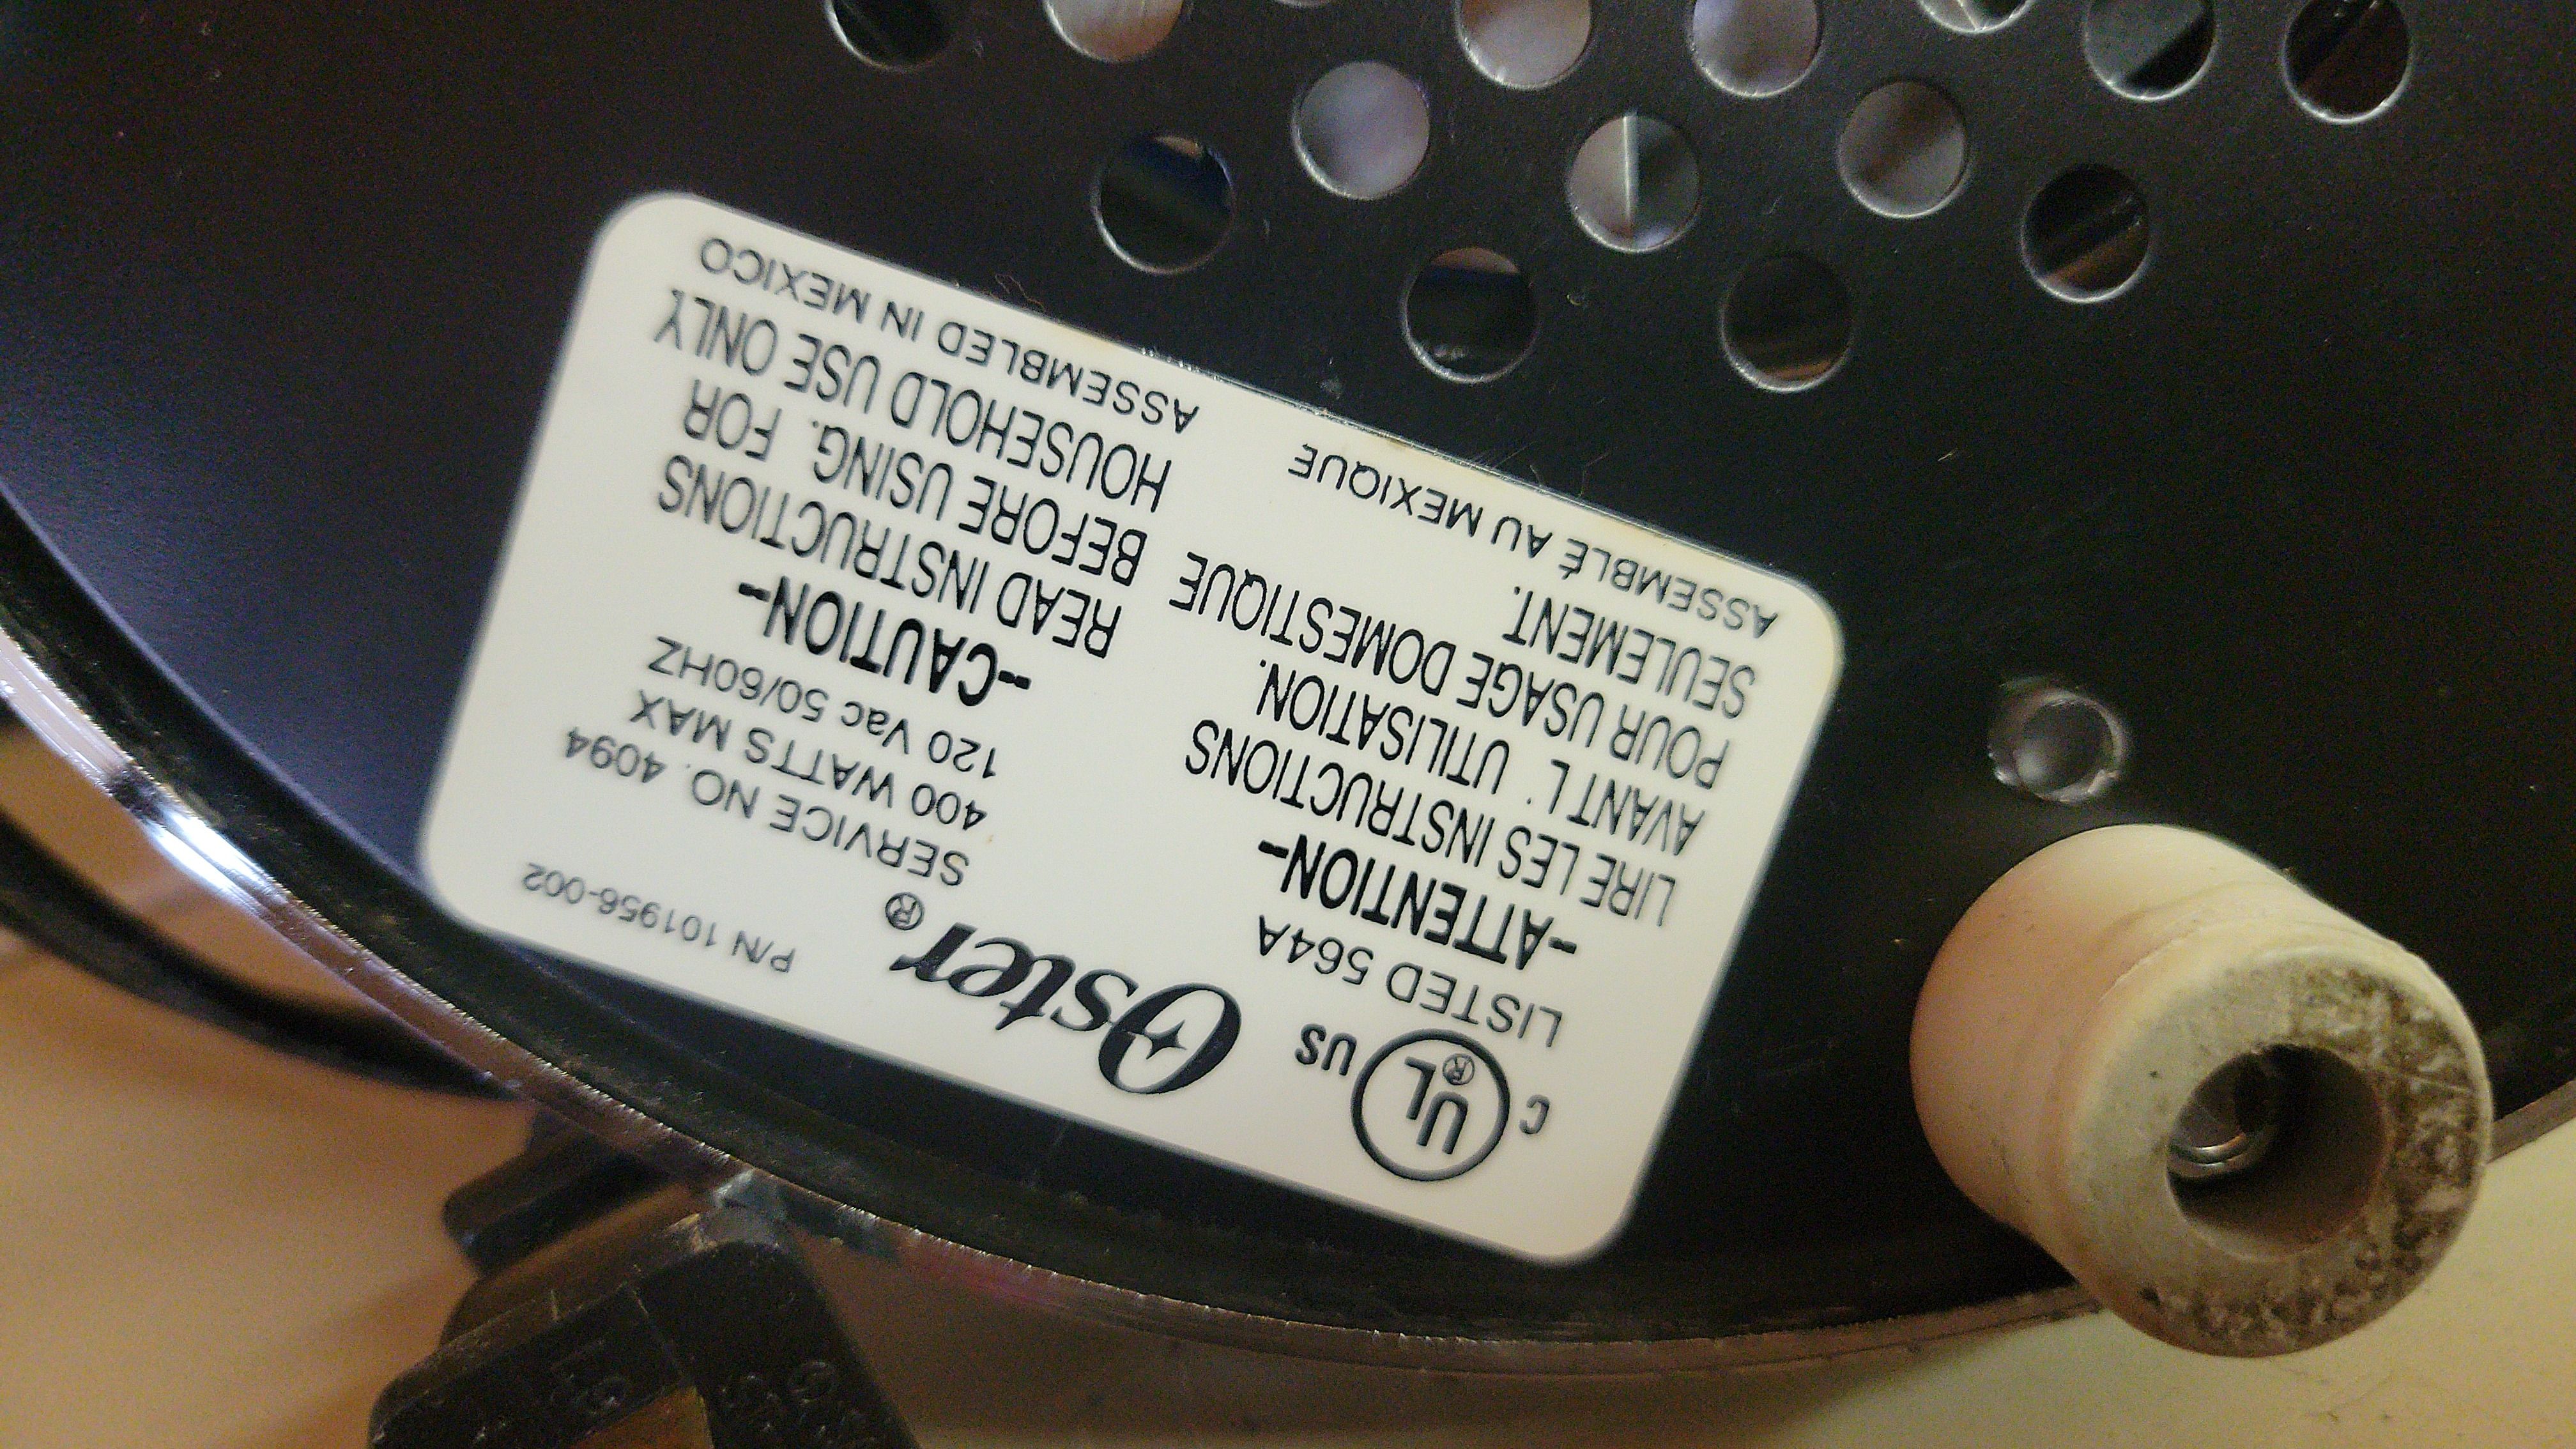 P/N 101956-002
Oster®
SERVICE NO. 4094
400 WATTS MAX
120 Vac 50/60HZ
-CAUTION-
READ INSTRUCTIONS
BEFORE USING. FOR
HOUSEHOLD USE ONLY
ASSEMBLED IN MEXICO
C UL® US
LISTED 564A
-ATTENTION-
LIRE LES INSTRUCTIONS
AVANT L' UTILISATION.
POUR USAGE DOMESTIQUE
SEULEMENT.
ASSEMBLÉ AU MEXIQUE